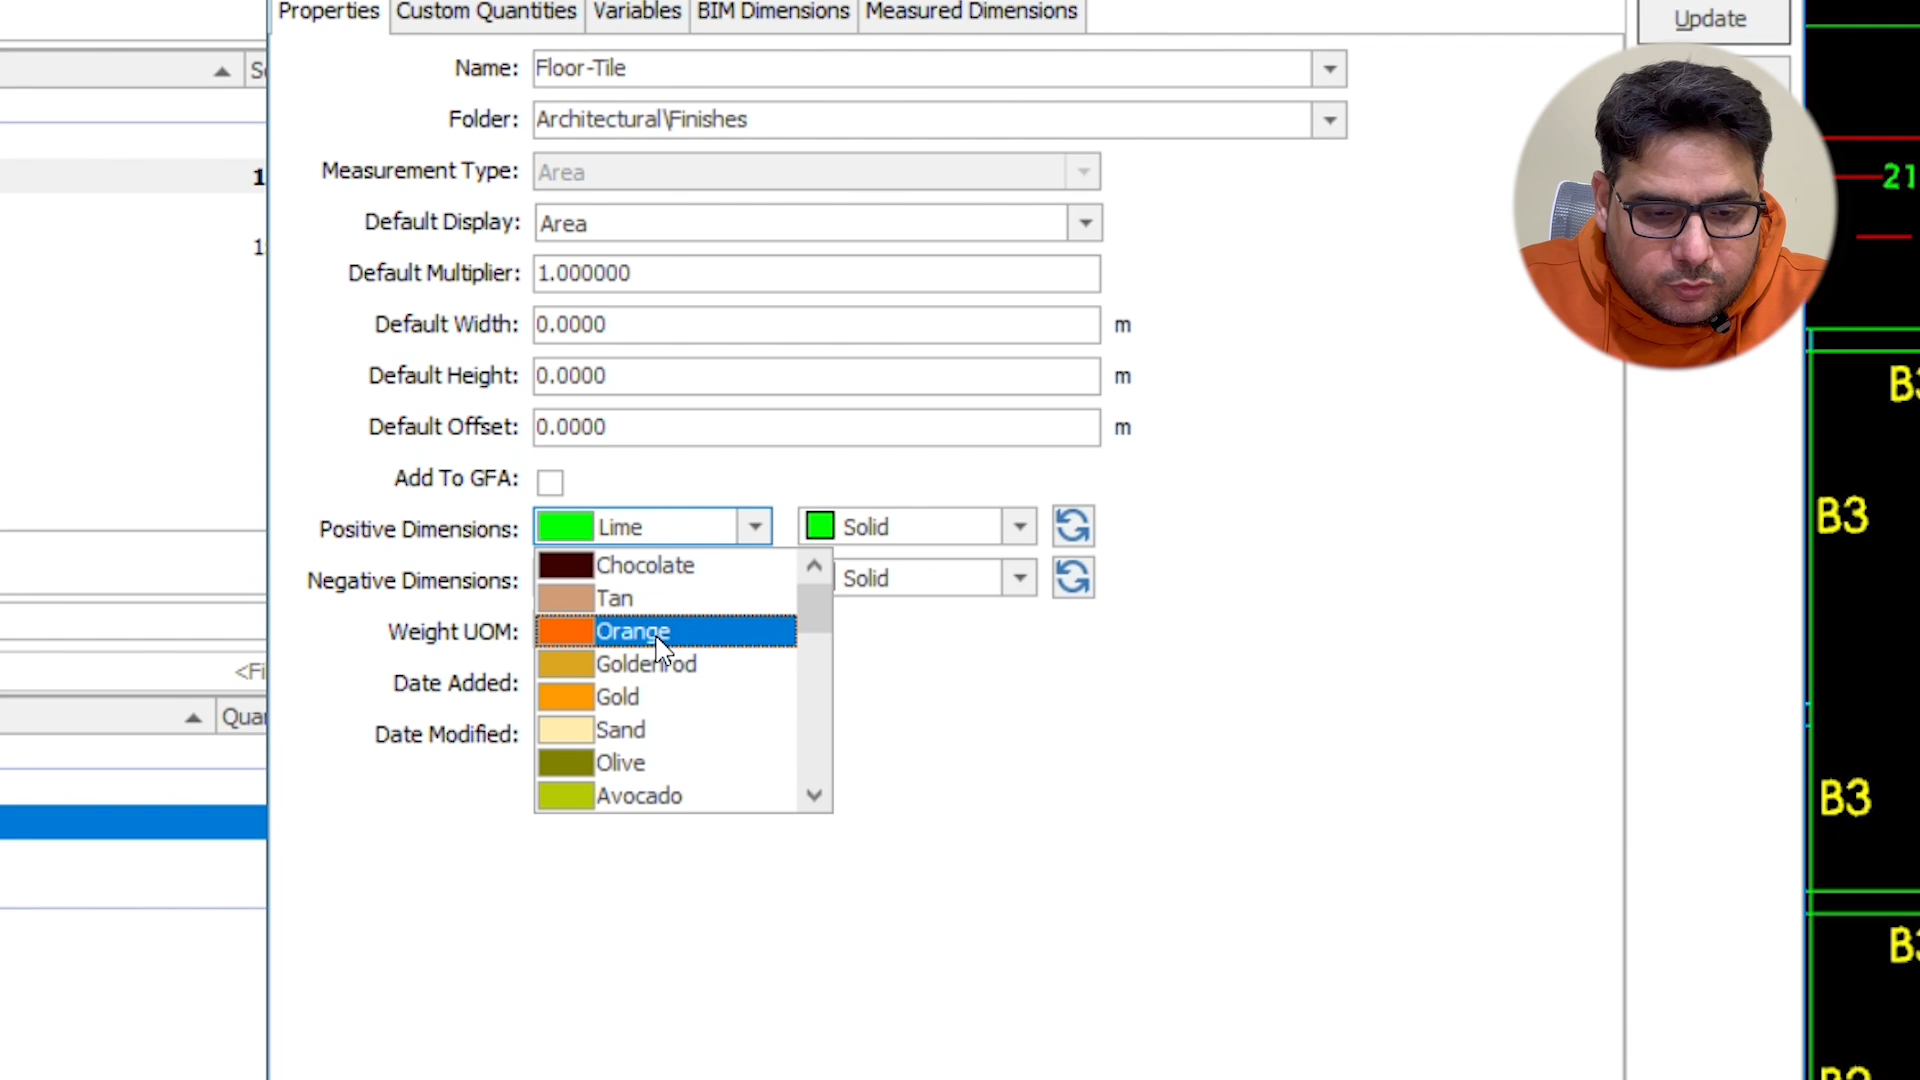 Properties Custom Quantities Variables BIM Dimensions Measured Dimensions
Update
Name: Floor-Tile
Folder: Architectural\Finishes
Measurement Type: Area
Default Display: Area
Default Multiplier: 1.000000
Default Width: 0.0000 m
Default Height: 0.0000 m
Default Offset: 0.0000 m
Add To GFA:
Positive Dimensions: Lime Solid
Negative Dimensions: Solid
Weight UOM:
Date Added:
Date Modified:
Chocolate
Tan
Orange
Goldenrod
Gold
Sand
Olive
Avocado
<Fi
Quan
21
B3
B3
B3
B3